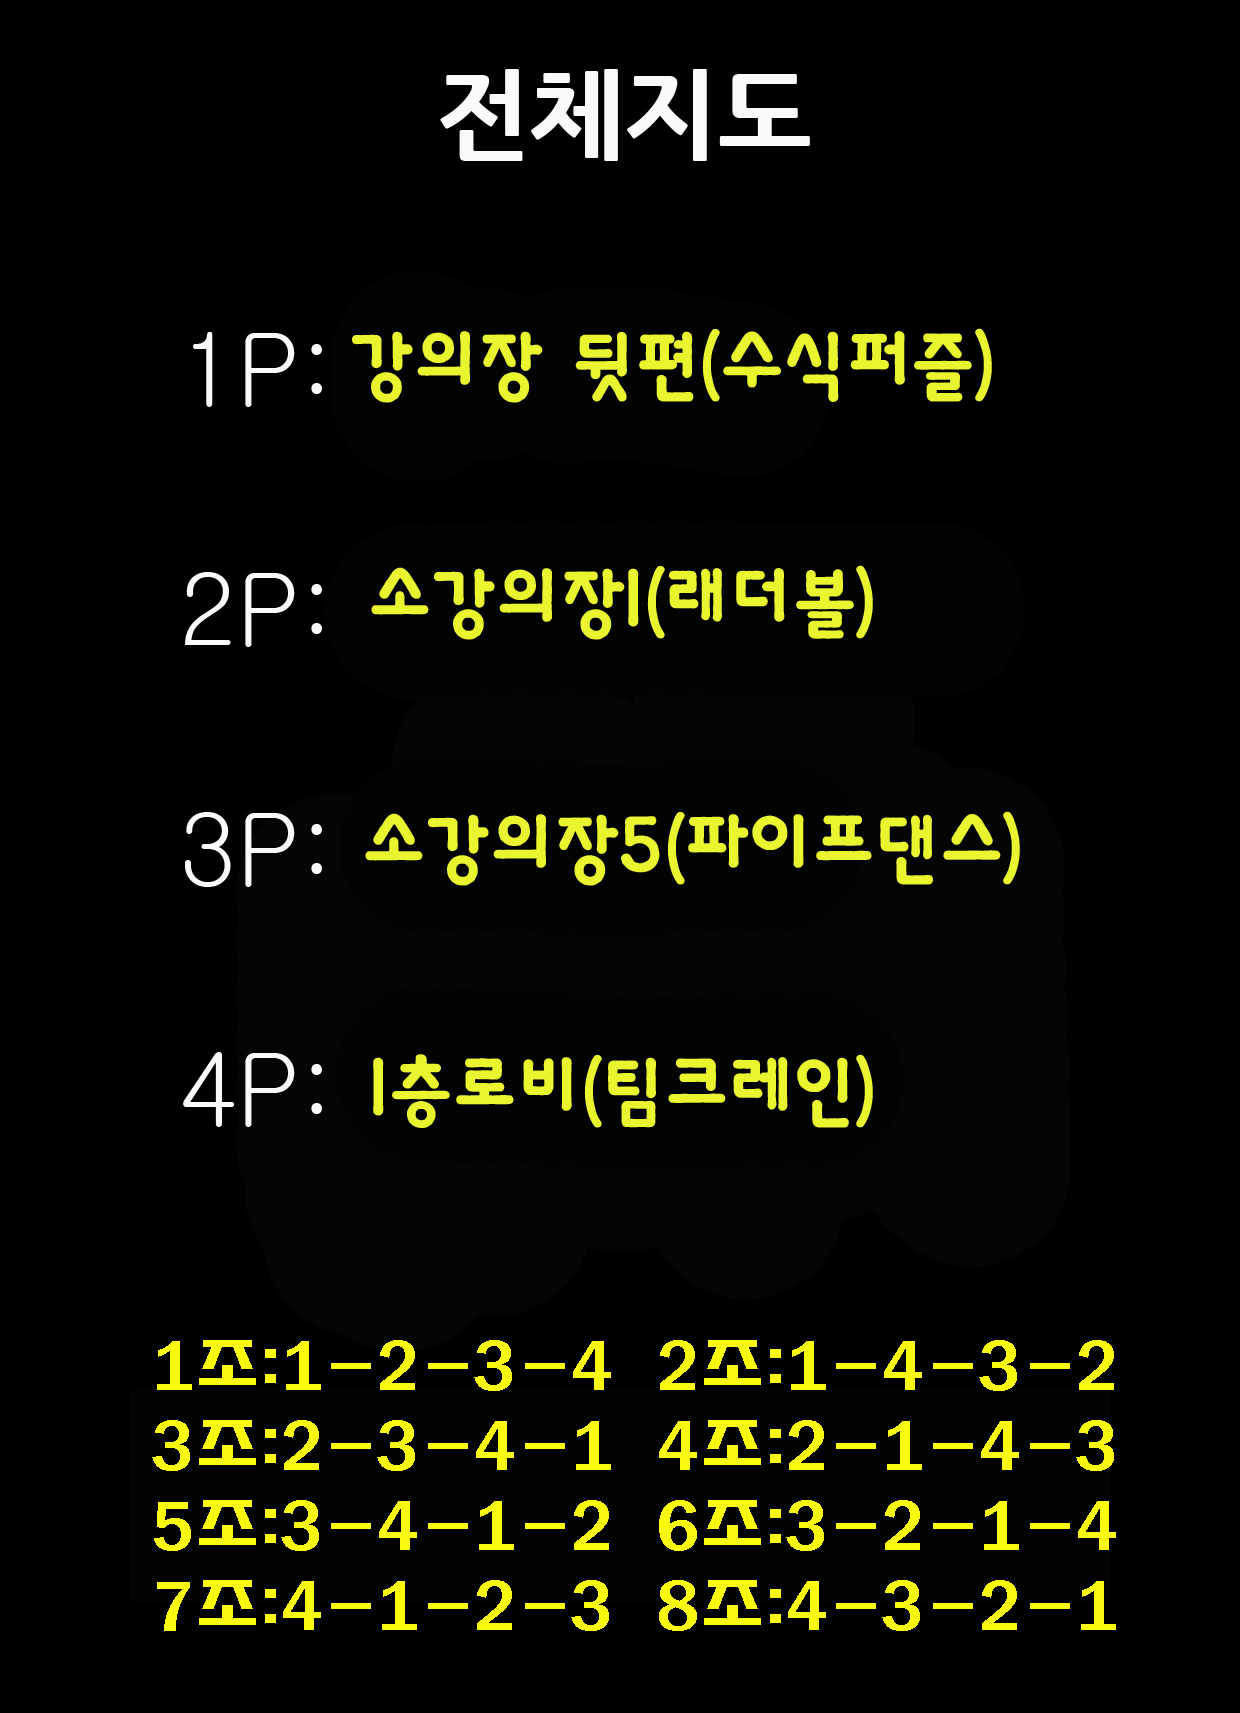 전체지도
1P: 강의장 뒷편(수식퍼즐)
2P: 소강의장1(래더볼)
3P: 소강의장5(파이프댄스)
4P: 1층로비(팀크레인)
1조:1-2-3-4 2조:1-4-3-2
3조:2-3-4-1 4조:2-1-4-3
5조:3-4-1-2 6조:3-2-1-4
7조:4-1-2-3 8조:4-3-2-1